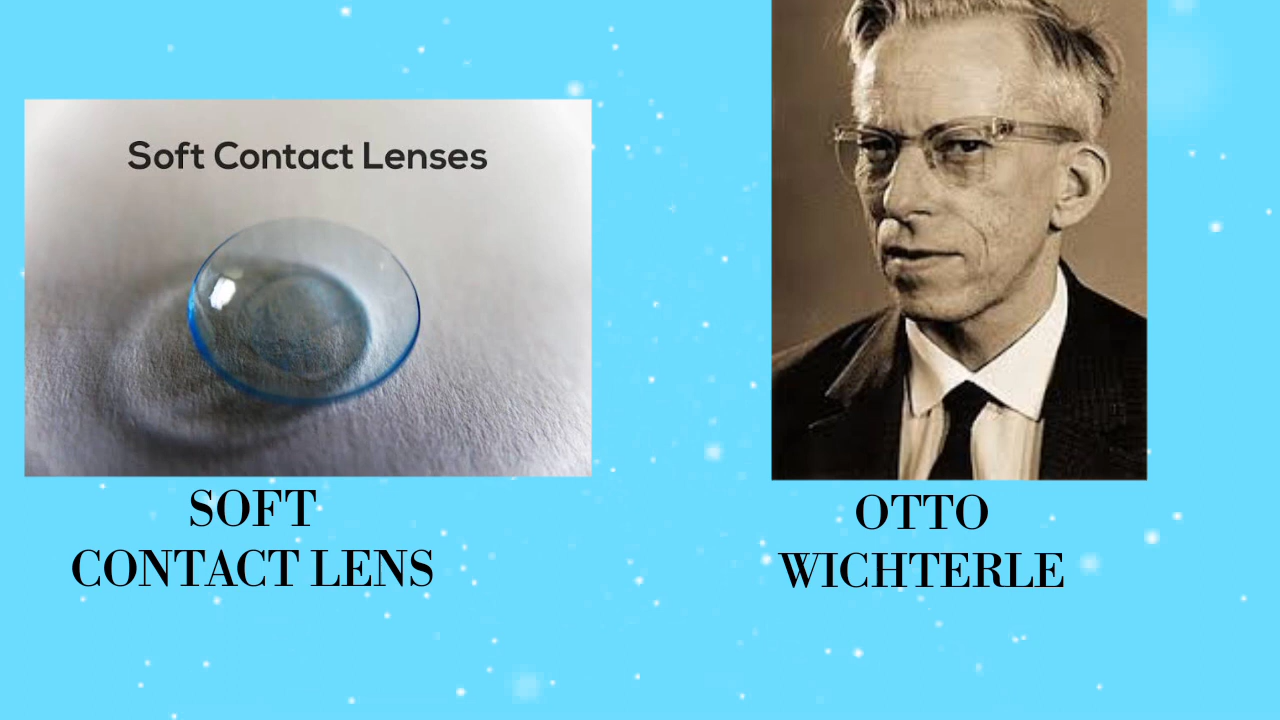 Soft Contact Lenses
SOFT
CONTACT LENS
OTTO
WICHTERLE